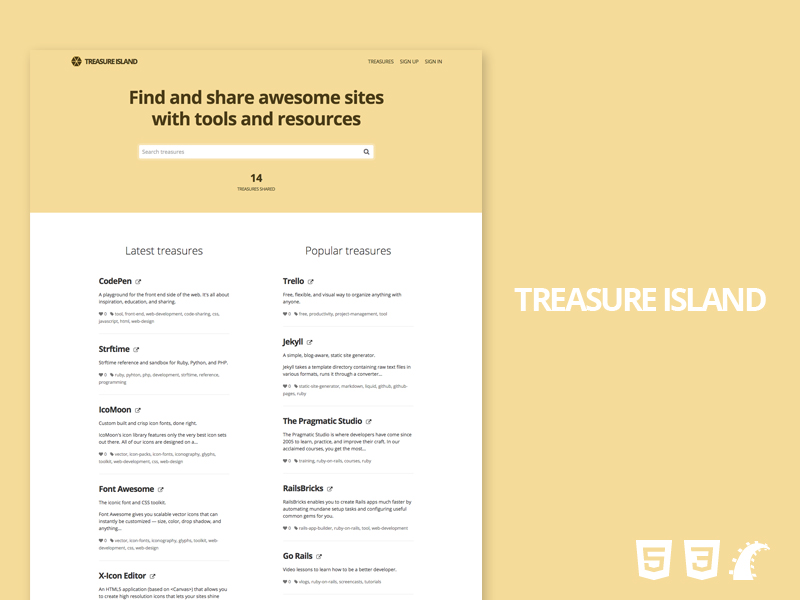 TREASURE ISLAND
TREASURES SIGN UP SIGN IN
Find and share awesome sites
with tools and resources
Search treasures
14
TREASURES SHARED
Latest treasures
CodePen
A playground for the front end side of the web. It's all about
inspiration, education, and sharing.
0 tool, front-end, web-development, code-sharing, css,
javascript, html, web-design
Strftime
Strftime reference and sandbox for Ruby, Python, and PHP.
0 ruby, python, php, development, strftime, reference,
programming
IcoMoon
Custom built and crisp icon fonts, done right.
IcoMoon's icon library features only the very best icon sets
out there. All of our icons are designed on a...
0 vector, icon-packs, icon-fonts, iconography, glyphs,
toolkit, web-development, css, web-design
Font Awesome
The iconic font and CSS toolkit.
Font Awesome gives you scalable vector icons that can
instantly be customized — size, color, drop shadow, and
anything...
0 vector, icon-fonts, iconography, glyphs, toolkit, web-
development, css, web-design
X-Icon Editor
An HTML5 application (based on <Canvas>) that allows you
to create high resolution icons that lets your sites shine
Popular treasures
Trello
Free, flexible, and visual way to organize anything with
anyone.
0 free, productivity, project-management, tool
Jekyll
A simple, blog-aware, static site generator.
Jekyll takes a template directory containing raw text files in
various formats, runs it through a converter...
0 static-site-generator, markdown, liquid, github, github-
pages, ruby
The Pragmatic Studio
The Pragmatic Studio is where developers have come since
2005 to learn, practice, and improve their craft. In our
acclaimed courses, you get the most...
0 training, ruby-on-rails, courses, ruby
RailsBricks
RailsBricks enables you to create Rails apps much faster by
automating mundane setup tasks and configuring useful
common gems for you.
0 rails-app-builder, ruby-on-rails, tool, web-development
Go Rails
Video lessons to learn how to be a better developer.
0 vlogs, ruby-on-rails, screencasts, tutorials
TREASURE ISLAND
5 3